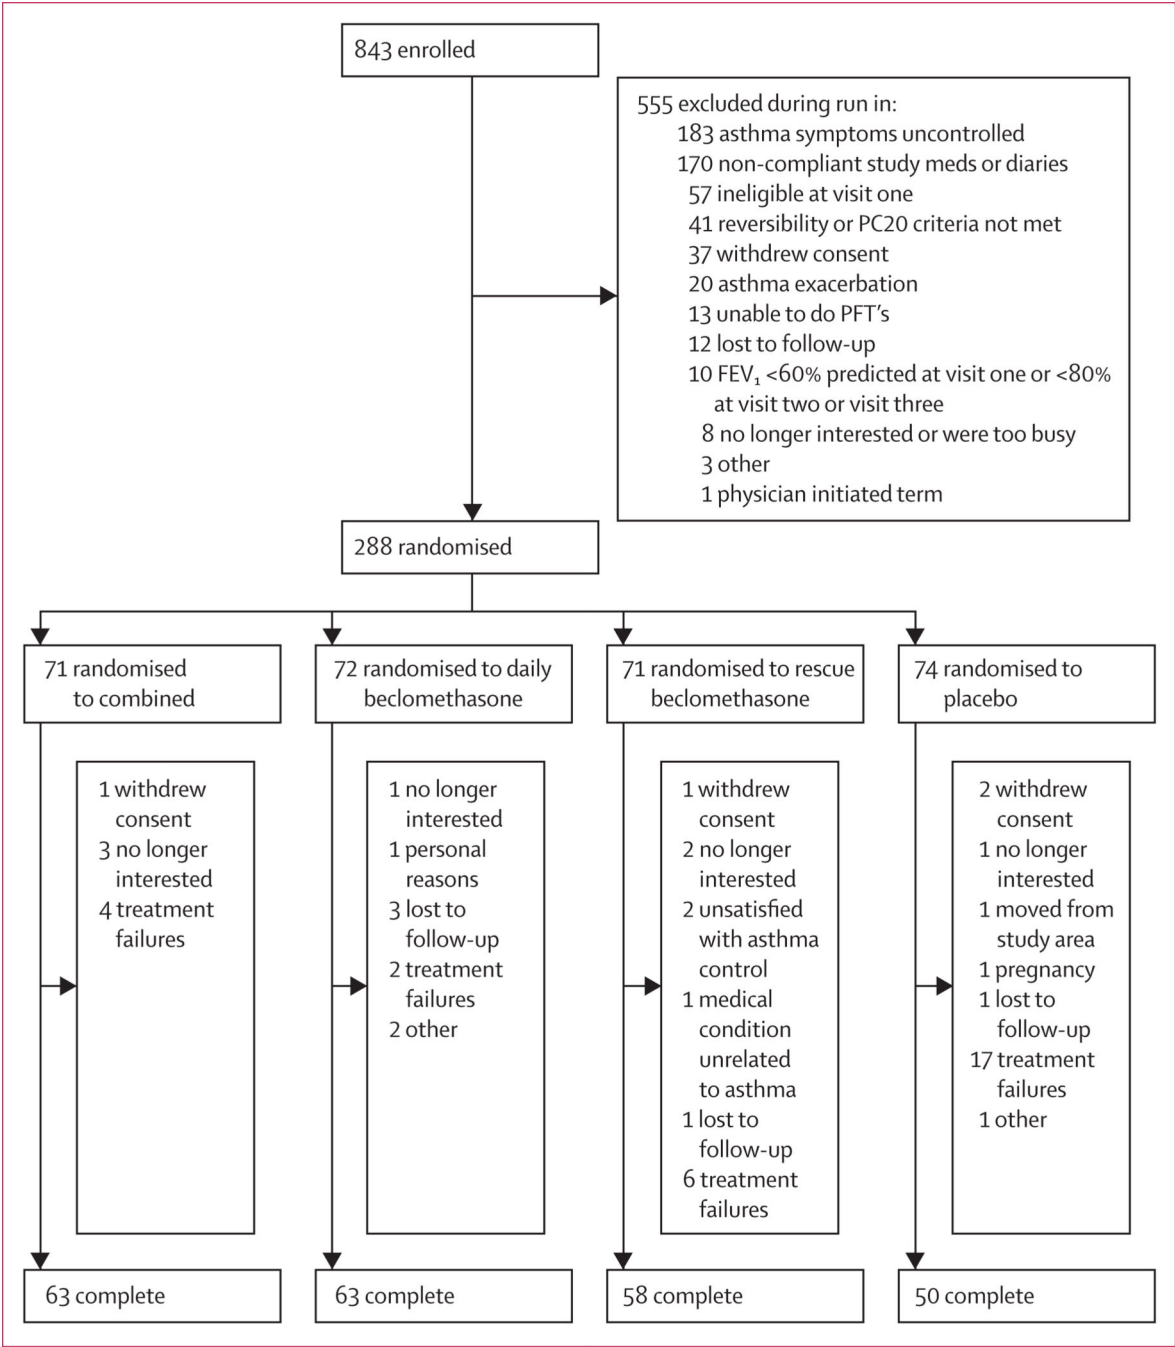 843 enrolled
555 excluded during run in:
183 asthma symptoms uncontrolled
170 non-compliant study meds or diaries
57 ineligible at visit one
41 reversibility or PC20 criteria not met
37 withdrew consent
20 asthma exacerbation
13 unable to do PFT's
12 lost to follow-up
10 FEV₁ <60% predicted at visit one or <80%
at visit two or visit three
8 no longer interested or were too busy
3 other
1 physician initiated term
288 randomised
71 randomised
to combined
72 randomised to daily
beclomethasone
71 randomised to rescue
beclomethasone
74 randomised to
placebo
1 withdrew
consent
3 no longer
interested
4 treatment
failures
1 no longer
interested
1 personal
reasons
3 lost to
follow-up
2 treatment
failures
2 other
1 withdrew
consent
2 no longer
interested
2 unsatisfied
with asthma
control
1 medical
condition
unrelated
to asthma
1 lost to
follow-up
6 treatment
failures
2 withdrew
consent
1 no longer
interested
1 moved from
study area
1 pregnancy
1 lost to
follow-up
17 treatment
failures
1 other
63 complete
63 complete
58 complete
50 complete